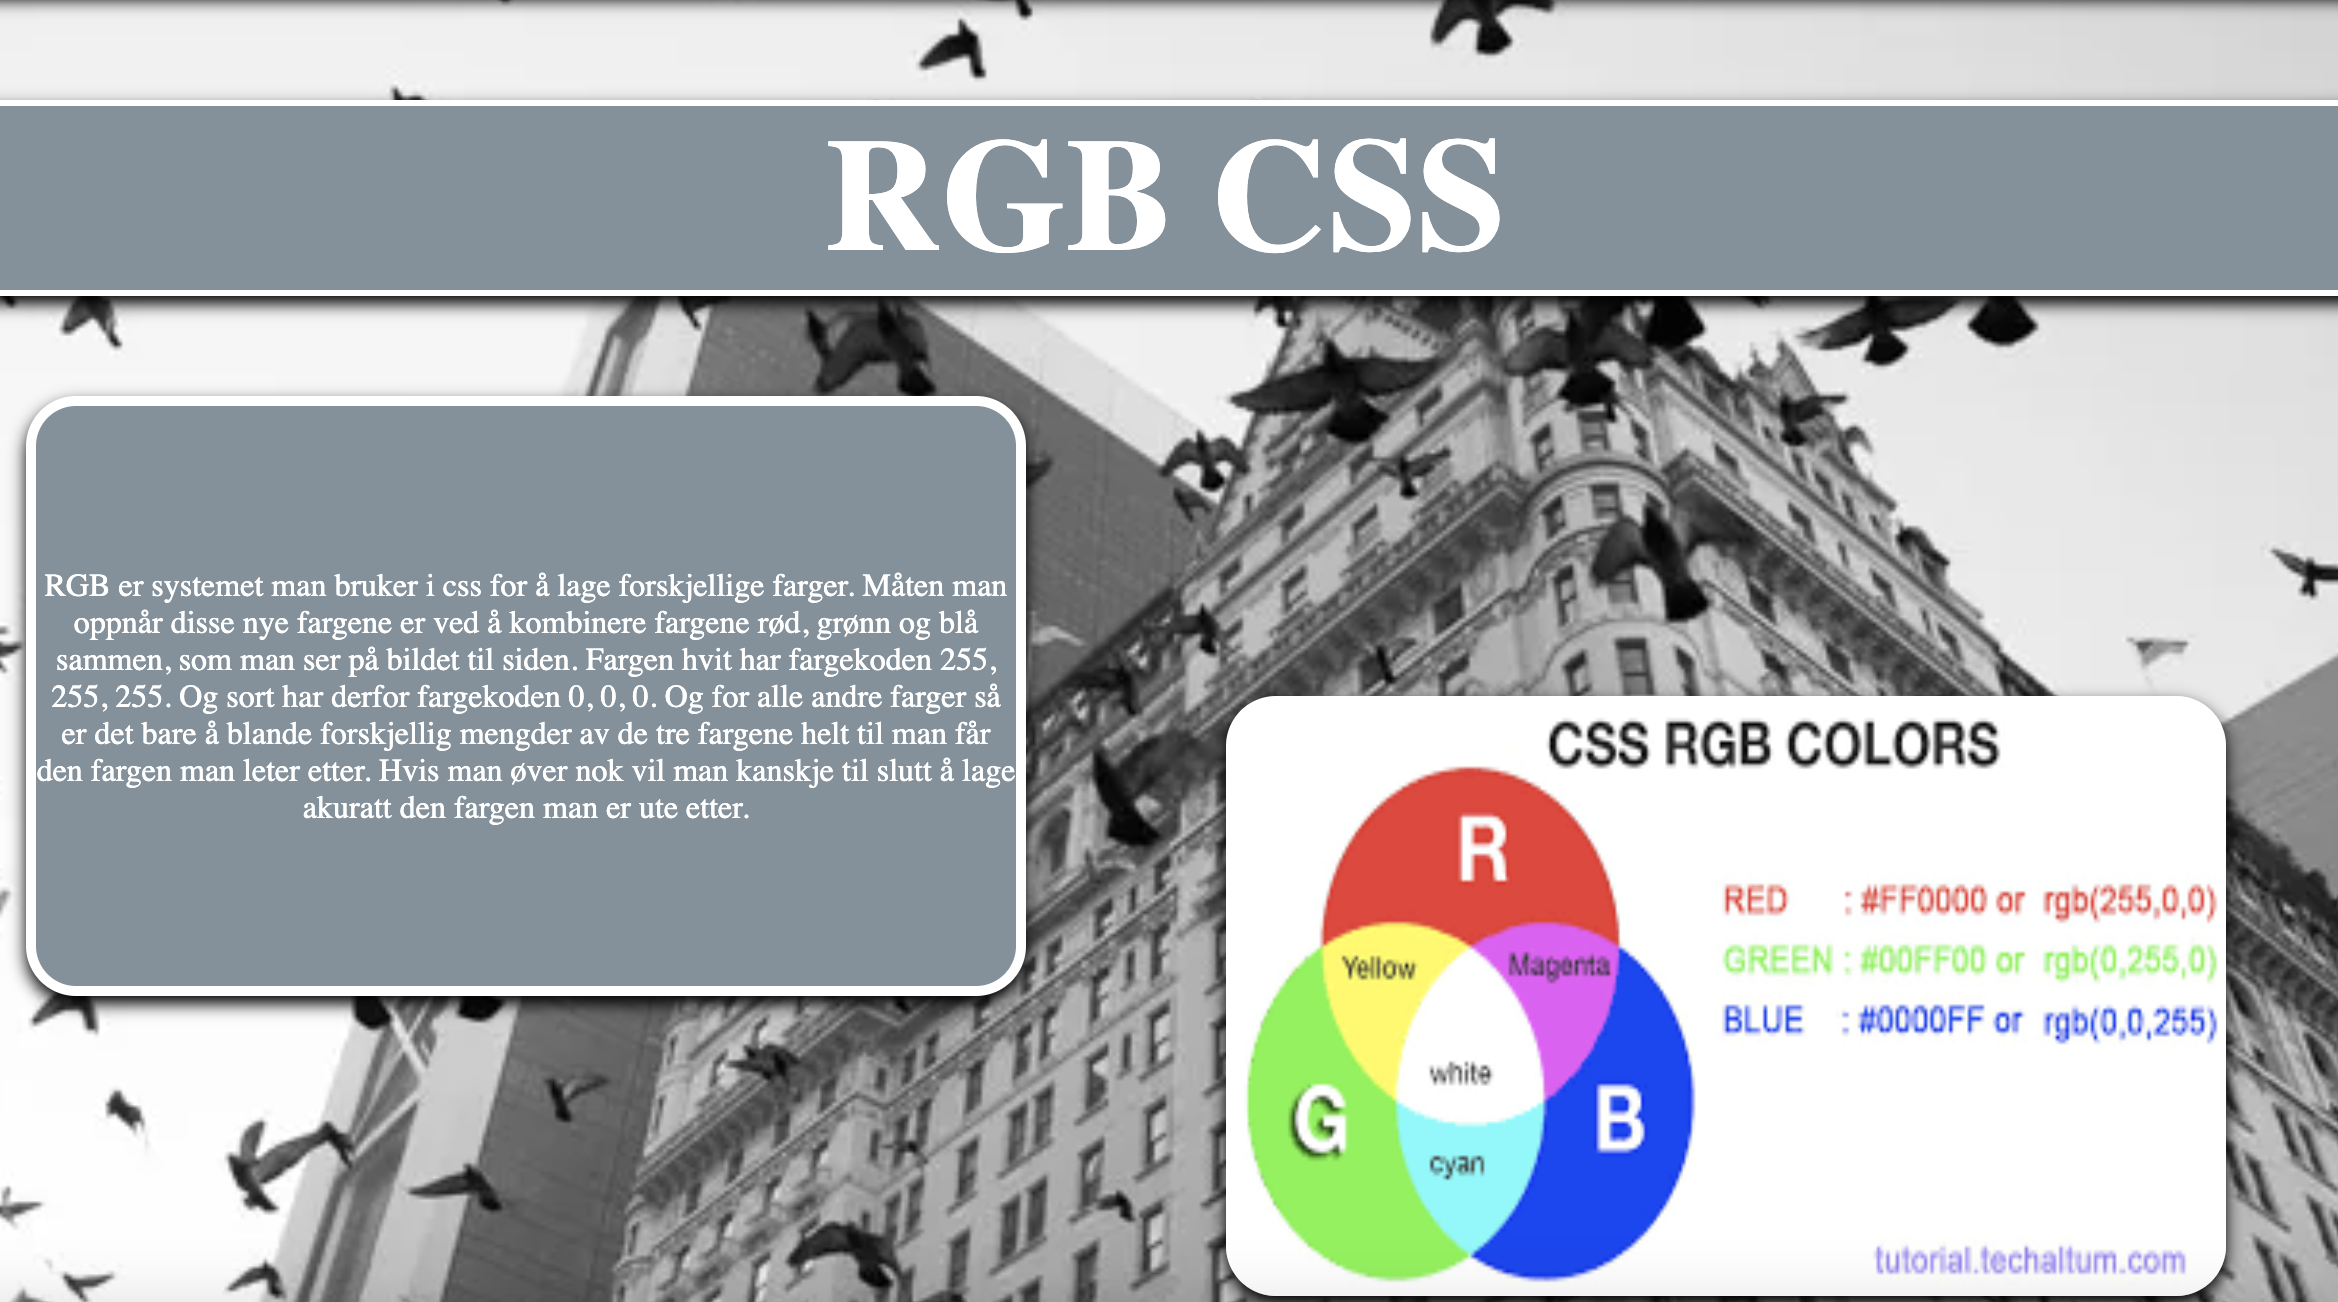 RGB CSS
RGB er systemet man bruker i css for å lage forskjellige farger. Måten man
oppnår disse nye fargene er ved å kombinere fargene rød, grønn og blå
sammen, som man ser på bildet til siden. Fargen hvit har fargekoden 255,
255, 255. Og sort har derfor fargekoden 0, 0, 0. Og for alle andre farger så
er det bare å blande forskjellig mengder av de tre fargene helt til man får
den fargen man leter etter. Hvis man øver nok vil man kanskje til slutt å lage
akuratt den fargen man er ute etter.
CSS RGB COLORS
R
Yellow
Magenta
white
G
B
cyan
RED : #FF0000 or rgb(255,0,0)
GREEN : #00FF00 or rgb(0,255,0)
BLUE : #0000FF or rgb(0,0,255)
tutorial.techaltum.com